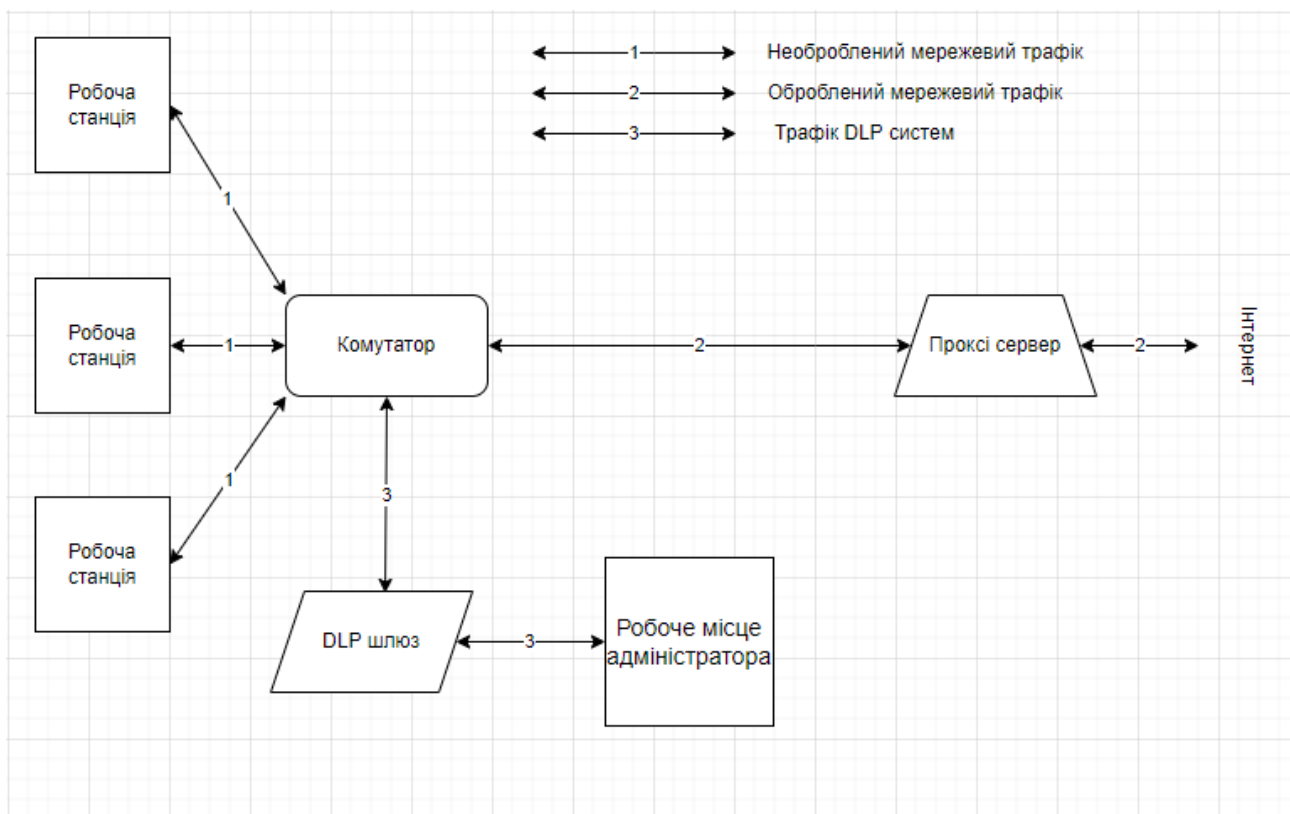 1 Необроблений мережевий трафік
2 Оброблений мережевий трафік
3 Трафік DLP систем
Робоча
станція
1
Робоча
станція
1
Комутатор
2
Проксі сервер
2
Інтернет
1
3
Робоча
станція
DLP шлюз
3
Робоче місце
адміністратора